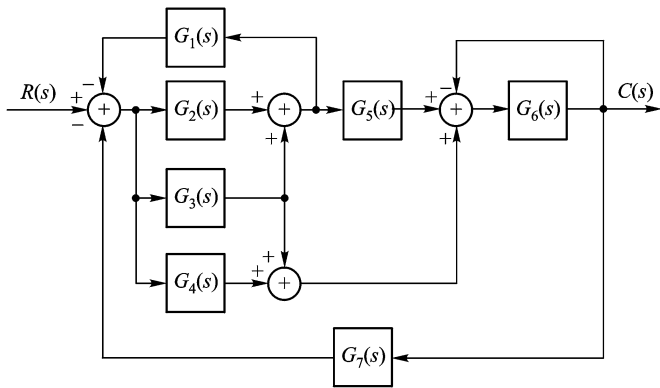 G₁(s)
R(s) + − + − G₂(s) + + + G₅(s) + − + + G₆(s) C(s)
G₃(s)
G₄(s) + + +
G₇(s)